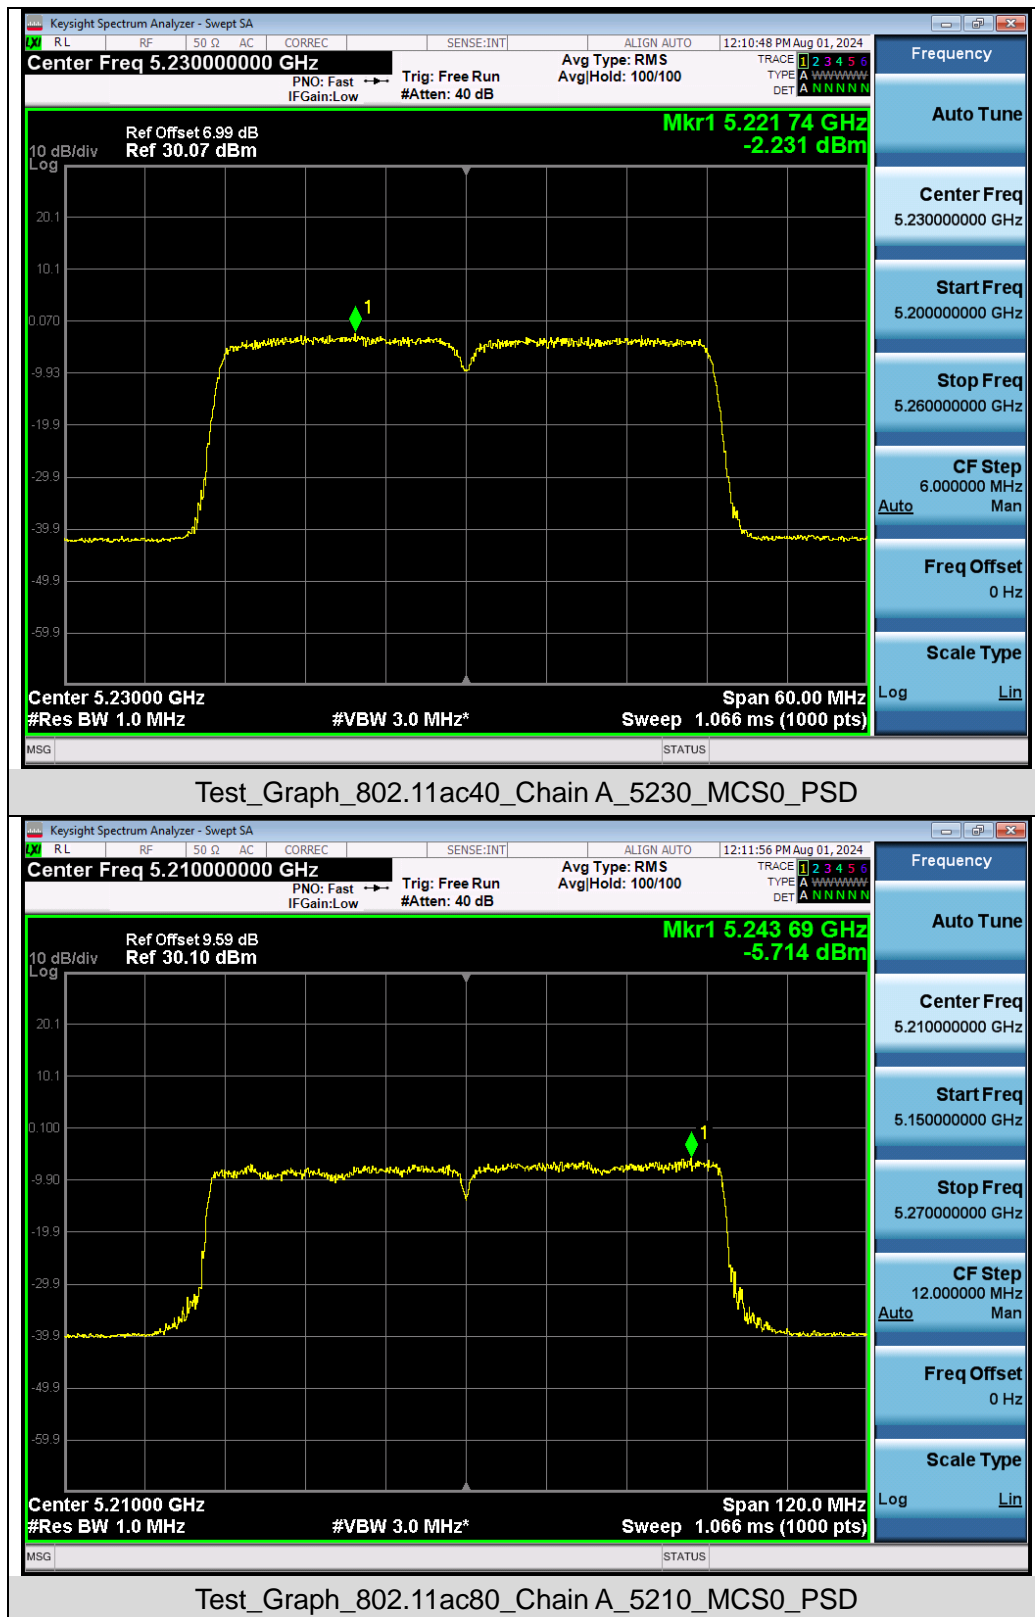 Keysight Spectrum Analyzer - Swept SA
LXI RL RF 50 Ω AC CORREC SENSE:INT ALIGN AUTO 12:10:48 PM Aug 01, 2024
Center Freq 5.230000000 GHz
PNO: Fast
IFGain:Low
Trig: Free Run
#Atten: 40 dB
Avg Type: RMS
Avg|Hold: 100/100
TRACE 1 2 3 4 5 6
TYPE A WWWWW
DET A N N N N N
Ref Offset 6.99 dB
Ref 30.07 dBm
10 dB/div
Log
Mkr1 5.221 74 GHz
-2.231 dBm
20.1
10.1
1
0.070
-9.93
-19.9
-29.9
-39.9
-49.9
-59.9
Center 5.23000 GHz
Span 60.00 MHz
#Res BW 1.0 MHz
#VBW 3.0 MHz*
Sweep 1.066 ms (1000 pts)
MSG
STATUS
Frequency
Auto Tune
Center Freq
5.230000000 GHz
Start Freq
5.200000000 GHz
Stop Freq
5.260000000 GHz
CF Step
6.000000 MHz
Auto Man
Freq Offset
0 Hz
Scale Type
Log Lin
Test_Graph_802.11ac40_Chain A_5230_MCS0_PSD
Keysight Spectrum Analyzer - Swept SA
LXI RL RF 50 Ω AC CORREC SENSE:INT ALIGN AUTO 12:11:56 PM Aug 01, 2024
Center Freq 5.210000000 GHz
PNO: Fast
IFGain:Low
Trig: Free Run
#Atten: 40 dB
Avg Type: RMS
Avg|Hold: 100/100
TRACE 1 2 3 4 5 6
TYPE A WWWWW
DET A N N N N N
Ref Offset 9.59 dB
Ref 30.10 dBm
10 dB/div
Log
Mkr1 5.243 69 GHz
-5.714 dBm
20.1
10.1
0.100
1
-9.90
-19.9
-29.9
-39.9
-49.9
-59.9
Center 5.21000 GHz
Span 120.0 MHz
#Res BW 1.0 MHz
#VBW 3.0 MHz*
Sweep 1.066 ms (1000 pts)
MSG
STATUS
Frequency
Auto Tune
Center Freq
5.210000000 GHz
Start Freq
5.150000000 GHz
Stop Freq
5.270000000 GHz
CF Step
12.000000 MHz
Auto Man
Freq Offset
0 Hz
Scale Type
Log Lin
Test_Graph_802.11ac80_Chain A_5210_MCS0_PSD